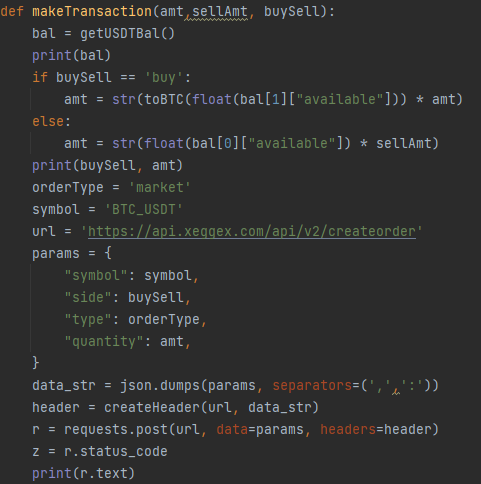 def makeTransaction(amt,sellAmt, buySell):
    bal = getUSDTBal()
    print(bal)
    if buySell == 'buy':
        amt = str(toBTC(float(bal[1]["available"])) * amt)
    else:
        amt = str(float(bal[0]["available"]) * sellAmt)
    print(buySell, amt)
    orderType = 'market'
    symbol = 'BTC_USDT'
    url = 'https://api.xeggex.com/api/v2/createorder'
    params = {
        "symbol": symbol,
        "side": buySell,
        "type": orderType,
        "quantity": amt,
    }
    data_str = json.dumps(params, separators=(',',':'))
    header = createHeader(url, data_str)
    r = requests.post(url, data=params, headers=header)
    z = r.status_code
    print(r.text)